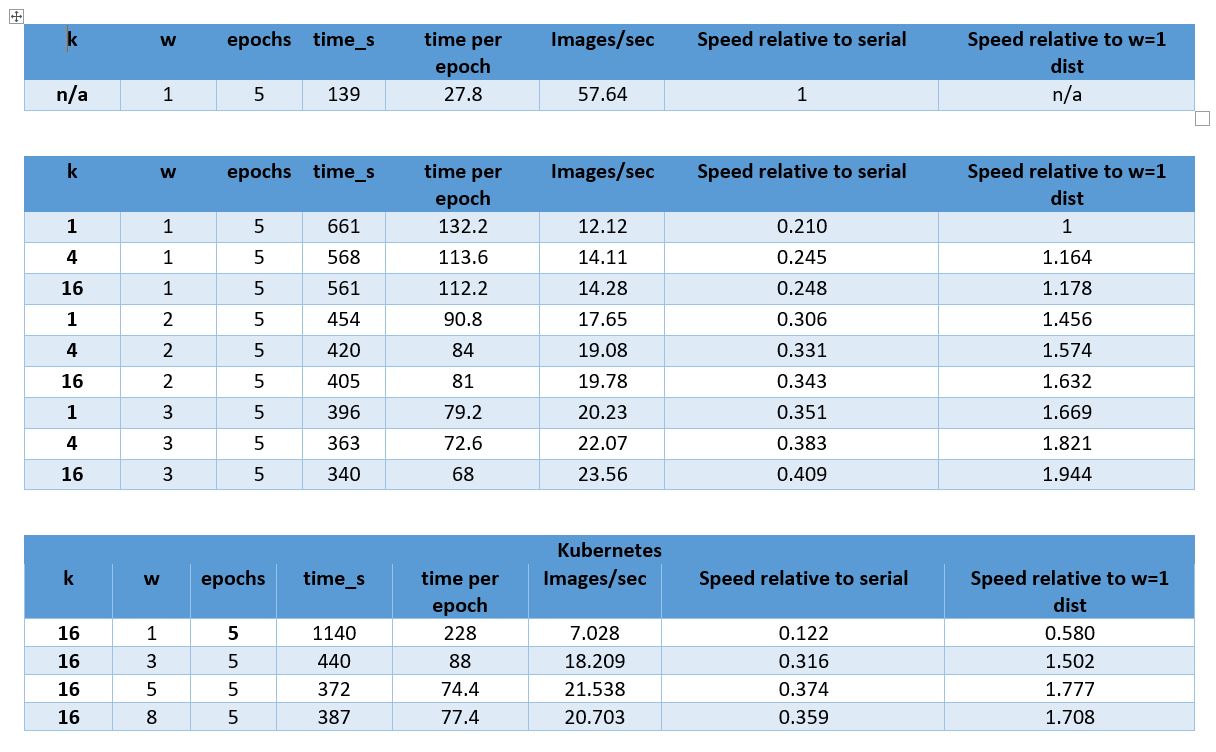 k w epochs time_s time per epoch Images/sec Speed relative to serial Speed relative to w=1 dist
n/a 1 5 139 27.8 57.64 1 n/a
k w epochs time_s time per epoch Images/sec Speed relative to serial Speed relative to w=1 dist
1 1 5 661 132.2 12.12 0.210 1
4 1 5 568 113.6 14.11 0.245 1.164
16 1 5 561 112.2 14.28 0.248 1.178
1 2 5 454 90.8 17.65 0.306 1.456
4 2 5 420 84 19.08 0.331 1.574
16 2 5 405 81 19.78 0.343 1.632
1 3 5 396 79.2 20.23 0.351 1.669
4 3 5 363 72.6 22.07 0.383 1.821
16 3 5 340 68 23.56 0.409 1.944
Kubernetes
k w epochs time_s time per epoch Images/sec Speed relative to serial Speed relative to w=1 dist
16 1 5 1140 228 7.028 0.122 0.580
16 3 5 440 88 18.209 0.316 1.502
16 5 5 372 74.4 21.538 0.374 1.777
16 8 5 387 77.4 20.703 0.359 1.708